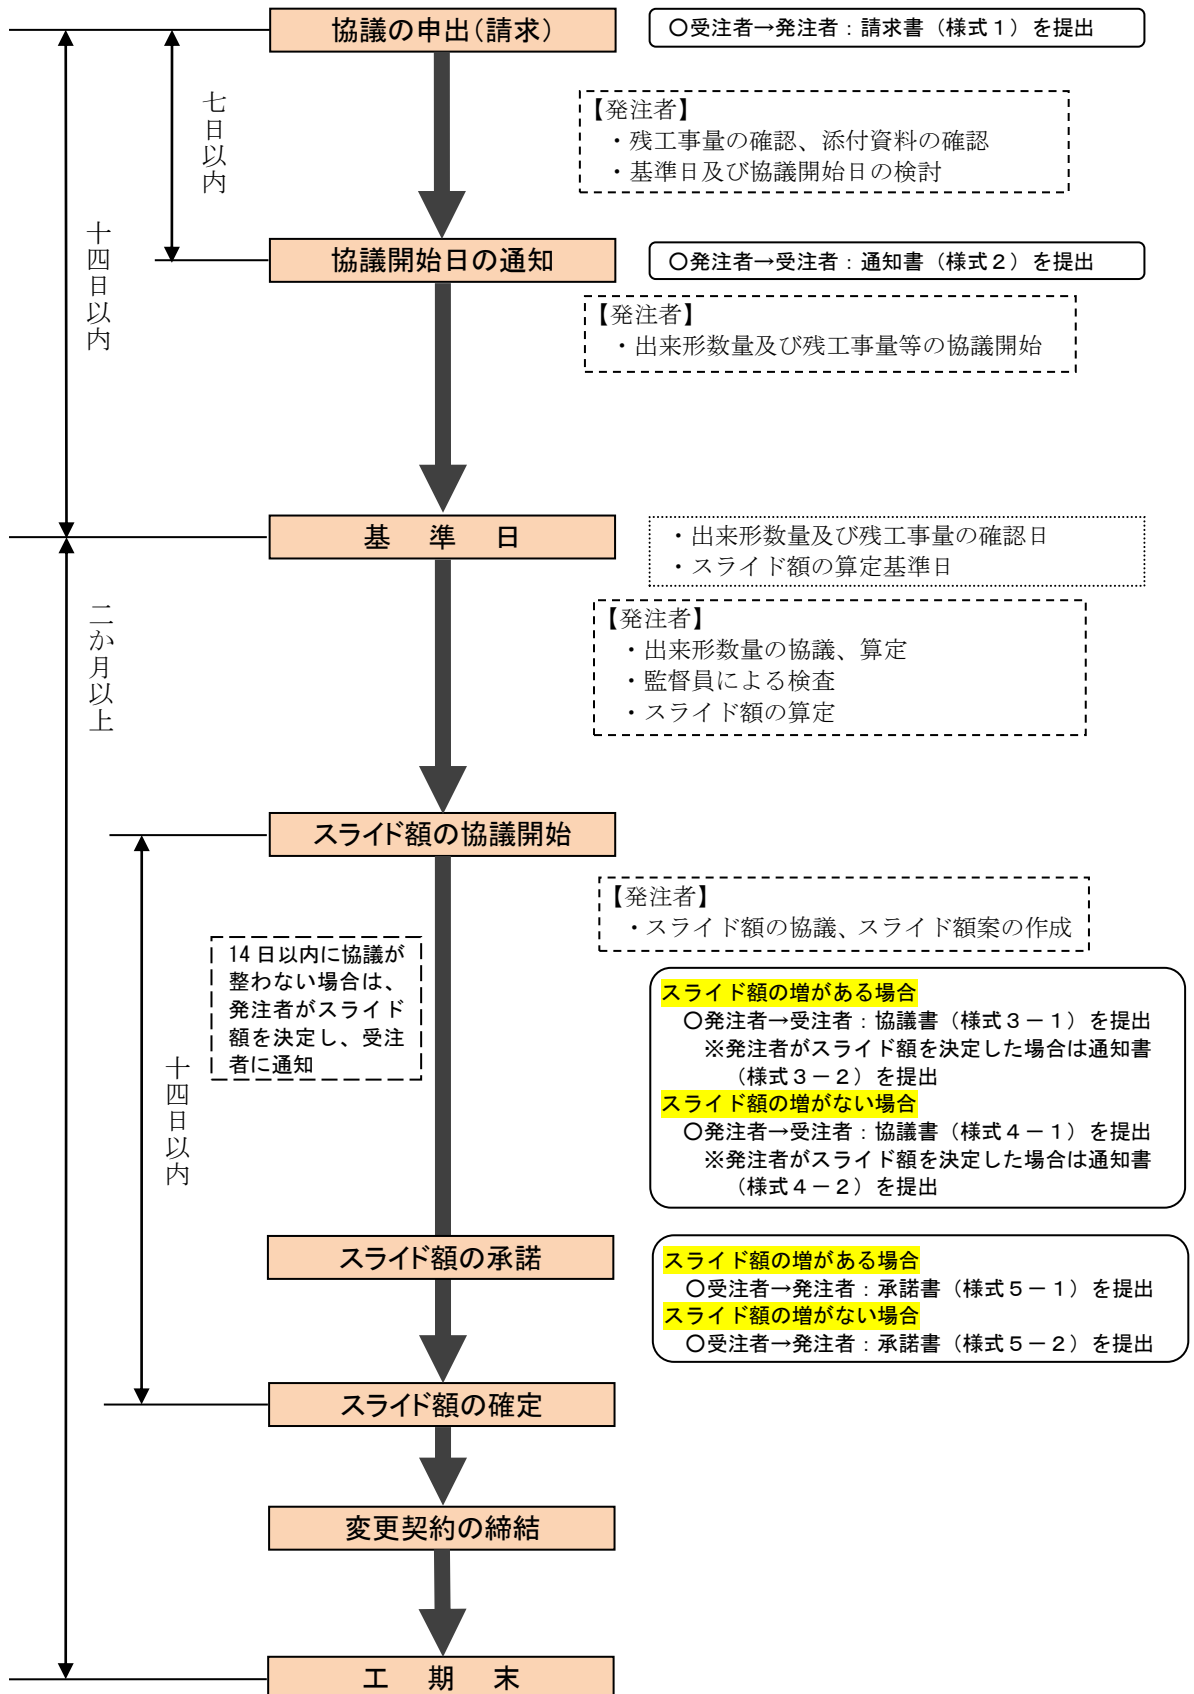 協議の申出（請求）
〇受注者→発注者：請求書（様式１）を提出
七日以内
【発注者】
・残工事量の確認、添付資料の確認
・基準日及び協議開始日の検討
十四日以内
協議開始日の通知
〇発注者→受注者：通知書（様式２）を提出
【発注者】
・出来形数量及び残工事量等の協議開始
基　準　日
・出来形数量及び残工事量の確認日
・スライド額の算定基準日
二か月以上
【発注者】
・出来形数量の協議、算定
・監督員による検査
・スライド額の算定
スライド額の協議開始
【発注者】
・スライド額の協議、スライド額案の作成
14日以内に協議が
整わない場合は、
発注者がスライド
額を決定し、受注
者に通知
十四日以内
スライド額の増がある場合
〇発注者→受注者：協議書（様式３－１）を提出
※発注者がスライド額を決定した場合は通知書
（様式３－２）を提出
スライド額の増がない場合
〇発注者→受注者：協議書（様式４－１）を提出
※発注者がスライド額を決定した場合は通知書
（様式４－２）を提出
スライド額の承諾
スライド額の増がある場合
〇受注者→発注者：承諾書（様式５－１）を提出
スライド額の増がない場合
〇受注者→発注者：承諾書（様式５－２）を提出
スライド額の確定
変更契約の締結
工　期　末